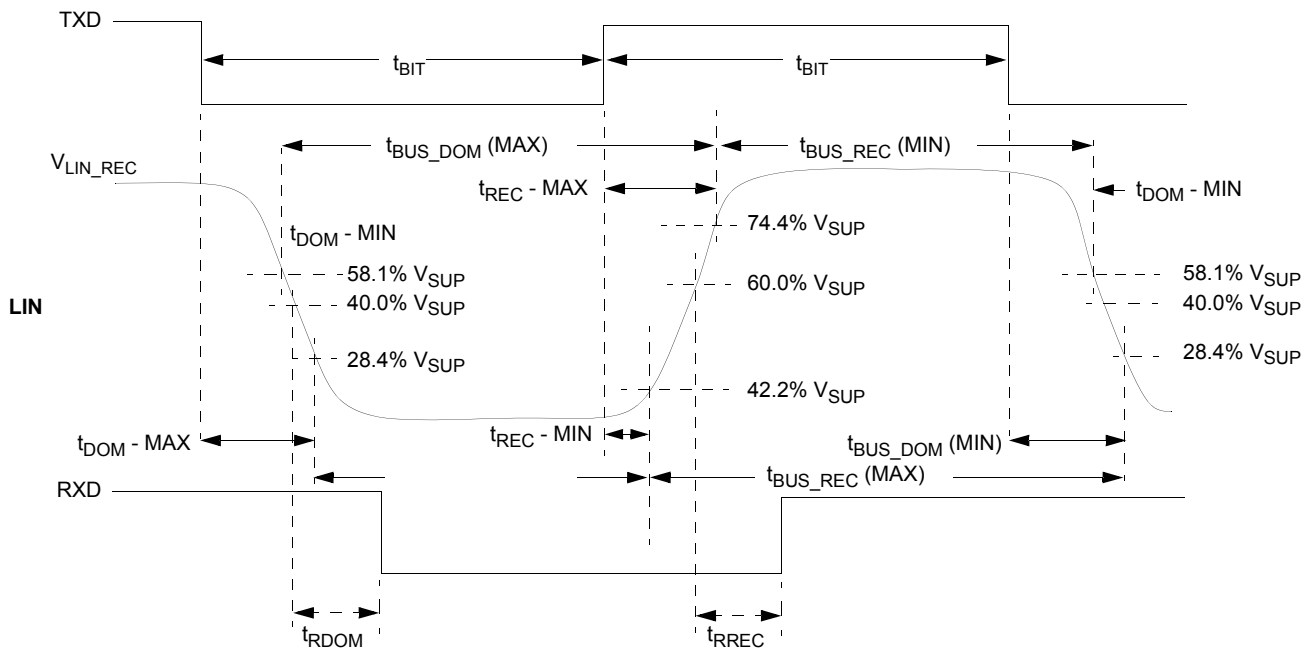 TXD
t_BIT
t_BIT
t_BUS_DOM (MAX)
t_BUS_REC (MIN)
V_LIN_REC
t_REC - MAX
t_DOM - MIN
t_DOM - MIN
74.4% V_SUP
58.1% V_SUP
60.0% V_SUP
58.1% V_SUP
LIN
40.0% V_SUP
40.0% V_SUP
28.4% V_SUP
28.4% V_SUP
42.2% V_SUP
t_DOM - MAX
t_REC - MIN
t_BUS_DOM (MIN)
t_BUS_REC (MAX)
RXD
t_RDOM
t_RREC